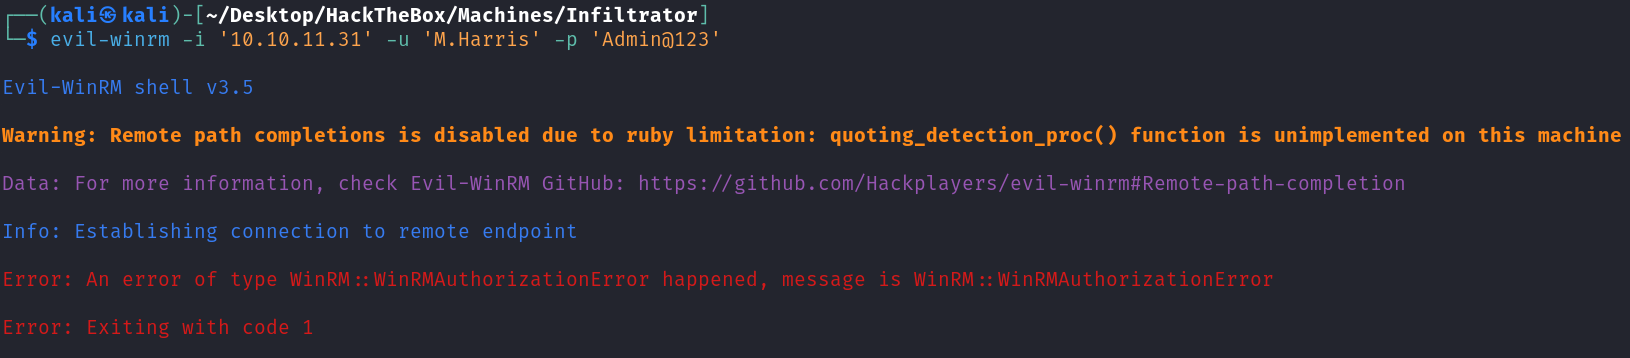 ┌──(kali㉿kali)-[~/Desktop/HackTheBox/Machines/Infiltrator]
└─$ evil-winrm -i '10.10.11.31' -u 'M.Harris' -p 'Admin@123'
Evil-WinRM shell v3.5
Warning: Remote path completions is disabled due to ruby limitation: quoting_detection_proc() function is unimplemented on this machine
Data: For more information, check Evil-WinRM GitHub: https://github.com/Hackplayers/evil-winrm#Remote-path-completion
Info: Establishing connection to remote endpoint
Error: An error of type WinRM::WinRMAuthorizationError happened, message is WinRM::WinRMAuthorizationError
Error: Exiting with code 1